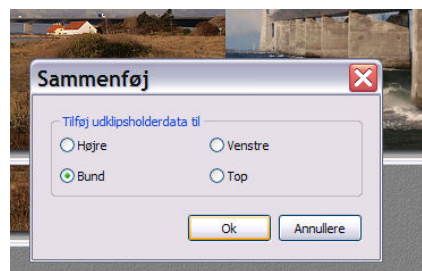 Sammenføj
Tilføj udklipsholderdata til
Højre Venstre
Bund Top
Ok Annullere